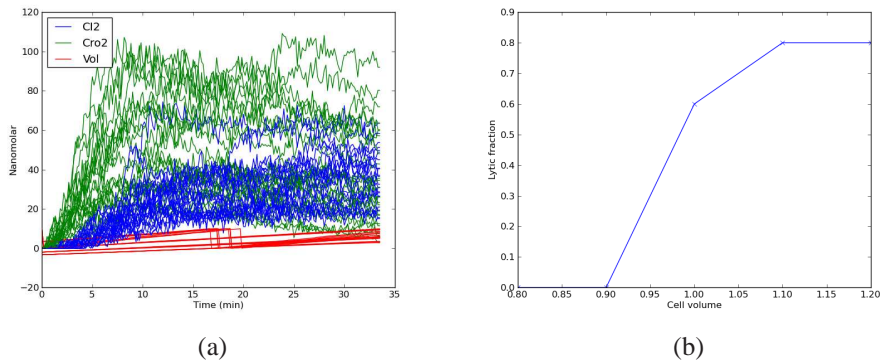 120
100
80
60
40
20
0
−20
Nanomolar
CI2
Cro2
Vol
0 5 10 15 20 25 30 35
Time (min)
(a)
0.9
0.8
0.7
0.6
0.5
0.4
0.3
0.2
0.1
0.0
Lytic fraction
0.80 0.85 0.90 0.95 1.00 1.05 1.10 1.15 1.20
Cell volume
(b)